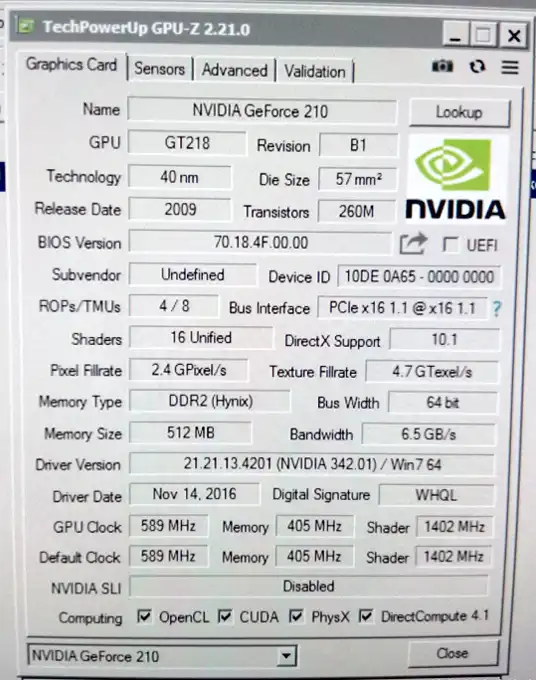 TechPowerUp GPU-Z 2.21.0
Graphics Card Sensors Advanced Validation
Name NVIDIA GeForce 210 Lookup
GPU GT218 Revision B1
Technology 40 nm Die Size 57 mm²
Release Date 2009 Transistors 260M
NVIDIA
BIOS Version 70.18.4F.00.00 UEFI
Subvendor Undefined Device ID 10DE 0A65 - 0000 0000
ROPs/TMUs 4 / 8 Bus Interface PCIe x16 1.1 @ x16 1.1 ?
Shaders 16 Unified DirectX Support 10.1
Pixel Fillrate 2.4 GPixel/s Texture Fillrate 4.7 GTexel/s
Memory Type DDR2 (Hynix) Bus Width 64 bit
Memory Size 512 MB Bandwidth 6.5 GB/s
Driver Version 21.21.13.4201 (NVIDIA 342.01) / Win7 64
Driver Date Nov 14, 2016 Digital Signature WHQL
GPU Clock 589 MHz Memory 405 MHz Shader 1402 MHz
Default Clock 589 MHz Memory 405 MHz Shader 1402 MHz
NVIDIA SLI Disabled
Computing OpenCL CUDA PhysX DirectCompute 4.1
NVIDIA GeForce 210 Close